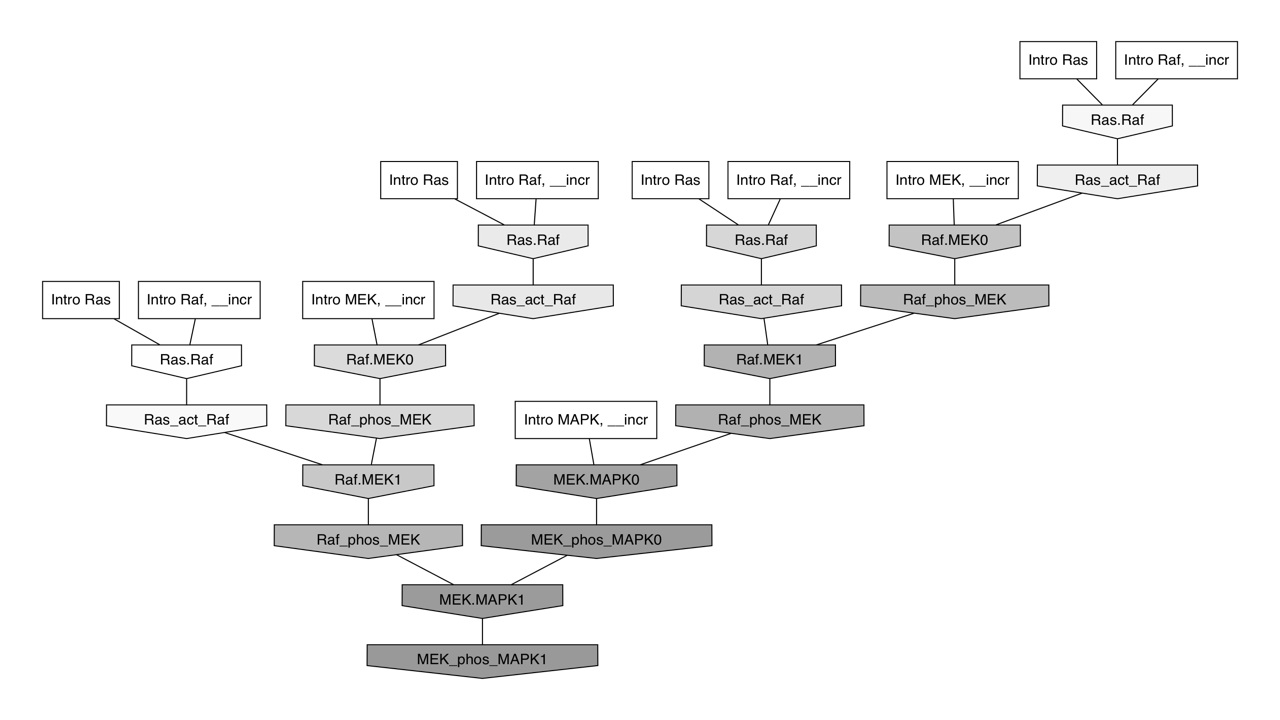 Intro Ras
Intro Raf, __incr
Ras.Raf
Intro Ras
Intro Raf, __incr
Intro Ras
Intro Raf, __incr
Intro MEK, __incr
Ras_act_Raf
Ras.Raf
Ras.Raf
Raf.MEK0
Intro Ras
Intro Raf, __incr
Intro MEK, __incr
Ras_act_Raf
Ras_act_Raf
Raf_phos_MEK
Ras.Raf
Raf.MEK0
Raf.MEK1
Ras_act_Raf
Raf_phos_MEK
Intro MAPK, __incr
Raf_phos_MEK
Raf.MEK1
MEK.MAPK0
Raf_phos_MEK
MEK_phos_MAPK0
MEK.MAPK1
MEK_phos_MAPK1